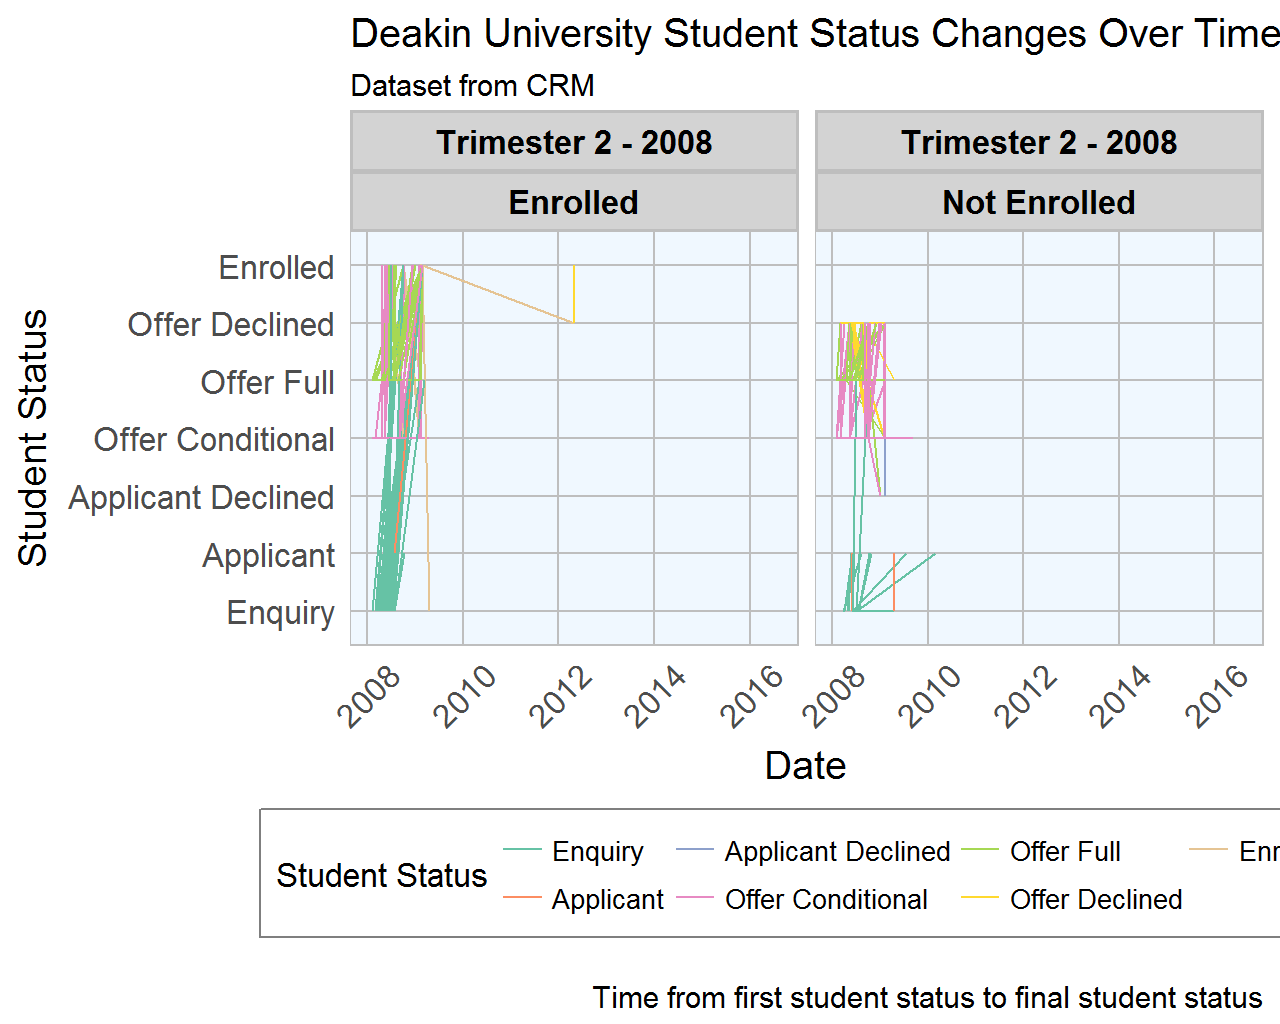 Deakin University Student Status Changes Over Time
Dataset from CRM
Trimester 2 - 2008
Trimester 2 - 2008
Enrolled
Not Enrolled
Student Status
Enrolled
Offer Declined
Offer Full
Offer Conditional
Applicant Declined
Applicant
Enquiry
2008 2010 2012 2014 2016
2008 2010 2012 2014 2016
Date
Student Status
Enquiry Applicant Declined Offer Full Enr
Applicant Offer Conditional Offer Declined
Time from first student status to final student status